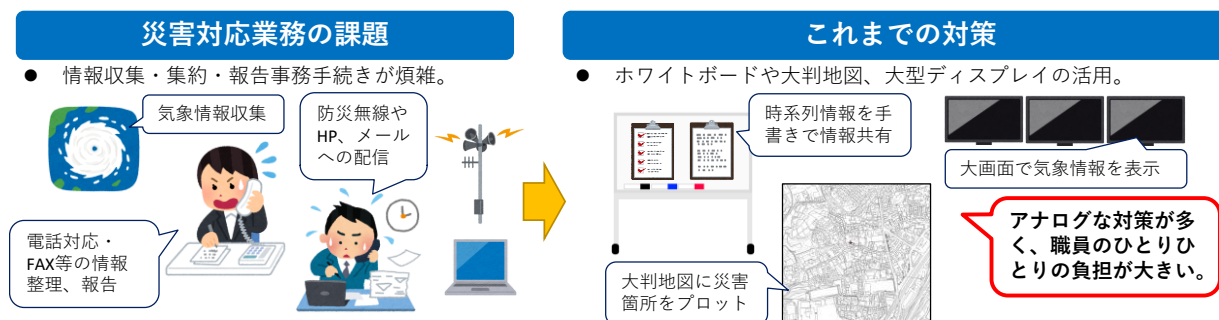 災害対応業務の課題
● 情報収集・集約・報告事務手続きが煩雑。
気象情報収集
防災無線や
HP、メール
への配信
電話対応・
FAX等の情報
整理、報告
これまでの対策
● ホワイトボードや大判地図、大型ディスプレイの活用。
時系列情報を手
書きで情報共有
大画面で気象情報を表示
大判地図に災害
箇所をプロット
アナログな対策が多
く、職員のひとりひ
とりの負担が大きい。